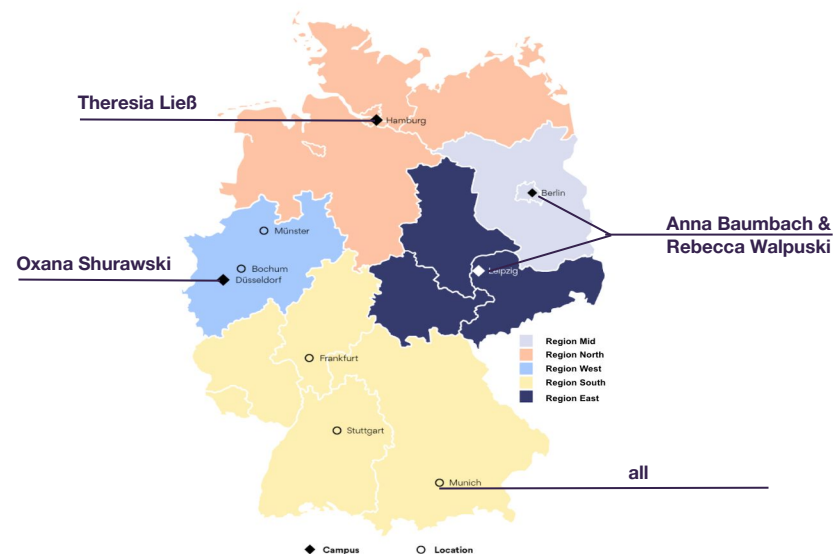 Theresia Ließ
Hamburg
Berlin
Anna Baumbach &
Rebecca Walpuski
Münster
Oxana Shurawski
Bochum
Düsseldorf
Leipzig
Region Mid
Region North
Region West
Region South
Region East
Frankfurt
Stuttgart
all
Munich
Campus
Location